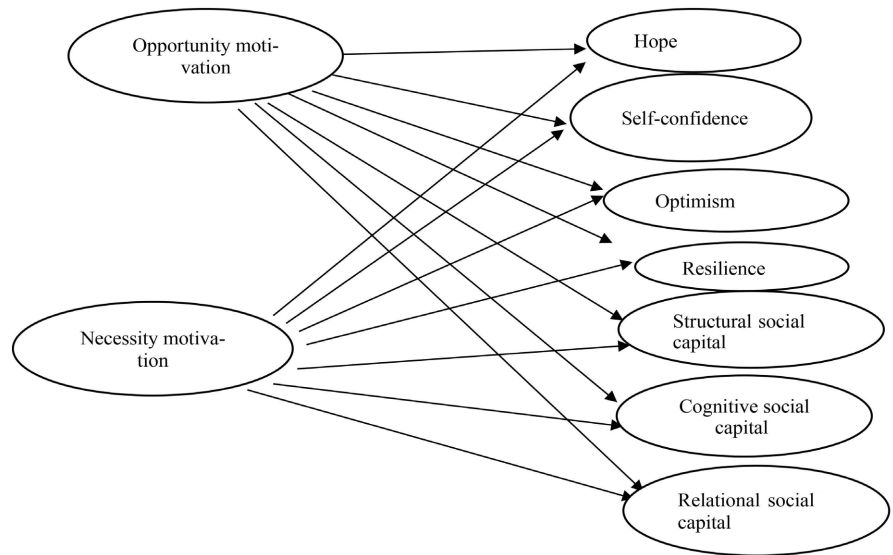 Opportunity moti-
vation
Hope
Self-confidence
Optimism
Resilience
Necessity motiva-
tion
Structural social
capital
Cognitive social
capital
Relational social
capital